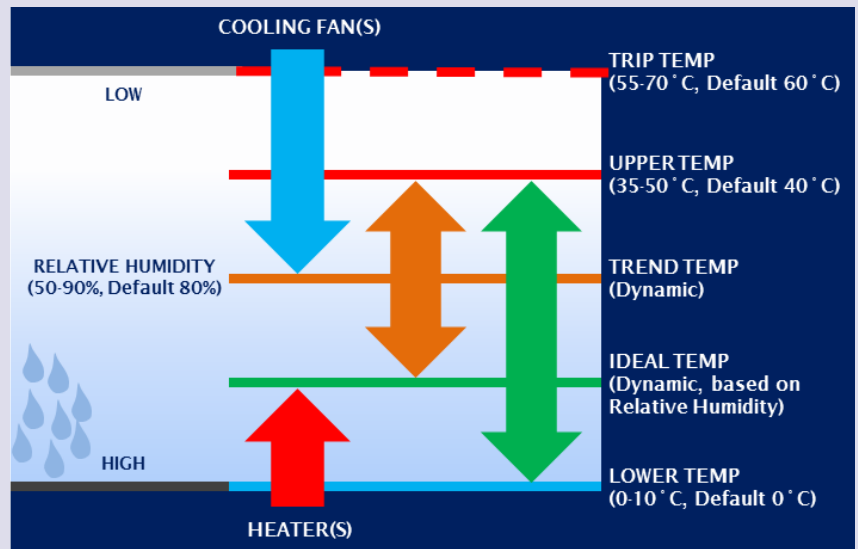 COOLING FAN(S)
LOW
TRIP TEMP
(55-70˚C, Default 60˚C)
UPPER TEMP
(35-50˚C, Default 40˚C)
RELATIVE HUMIDITY
(50-90%, Default 80%)
TREND TEMP
(Dynamic)
IDEAL TEMP
(Dynamic, based on
Relative Humidity)
HIGH
LOWER TEMP
(0-10˚C, Default 0˚C)
HEATER(S)